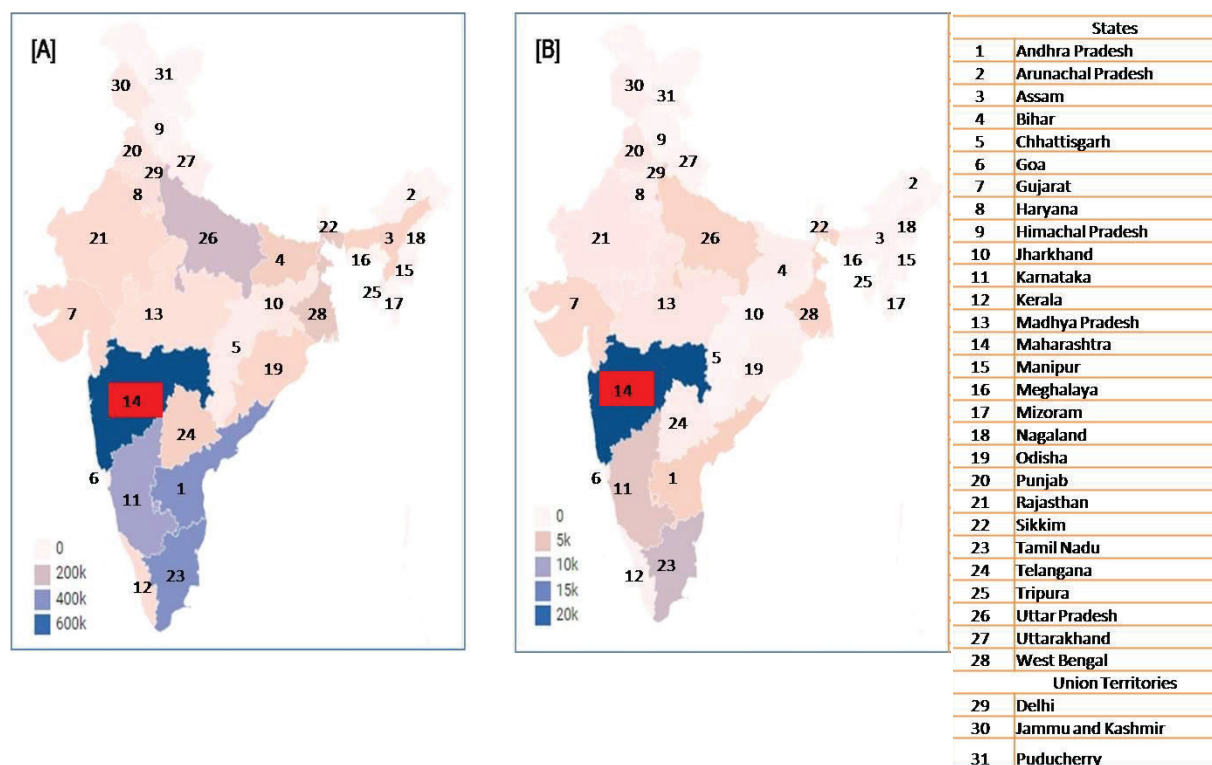 [A]
31
30
9
20
27
29
8
2
21
26
22
3
18
4
16
15
25
17
10
7
13
28
5
19
14
24
6
11
1
23
12
0
200k
400k
600k
[B]
30
31
9
20
27
29
8
2
18
21
26
22
3
16
15
4
25
17
7
13
10
28
5
19
14
24
6
11
1
12
23
0
5k
10k
15k
20k
States
1 Andhra Pradesh
2 Arunachal Pradesh
3 Assam
4 Bihar
5 Chhattisgarh
6 Goa
7 Gujarat
8 Haryana
9 Himachal Pradesh
10 Jharkhand
11 Karnataka
12 Kerala
13 Madhya Pradesh
14 Maharashtra
15 Manipur
16 Meghalaya
17 Mizoram
18 Nagaland
19 Odisha
20 Punjab
21 Rajasthan
22 Sikkim
23 Tamil Nadu
24 Telangana
25 Tripura
26 Uttar Pradesh
27 Uttarakhand
28 West Bengal
Union Territories
29 Delhi
30 Jammu and Kashmir
31 Puducherry